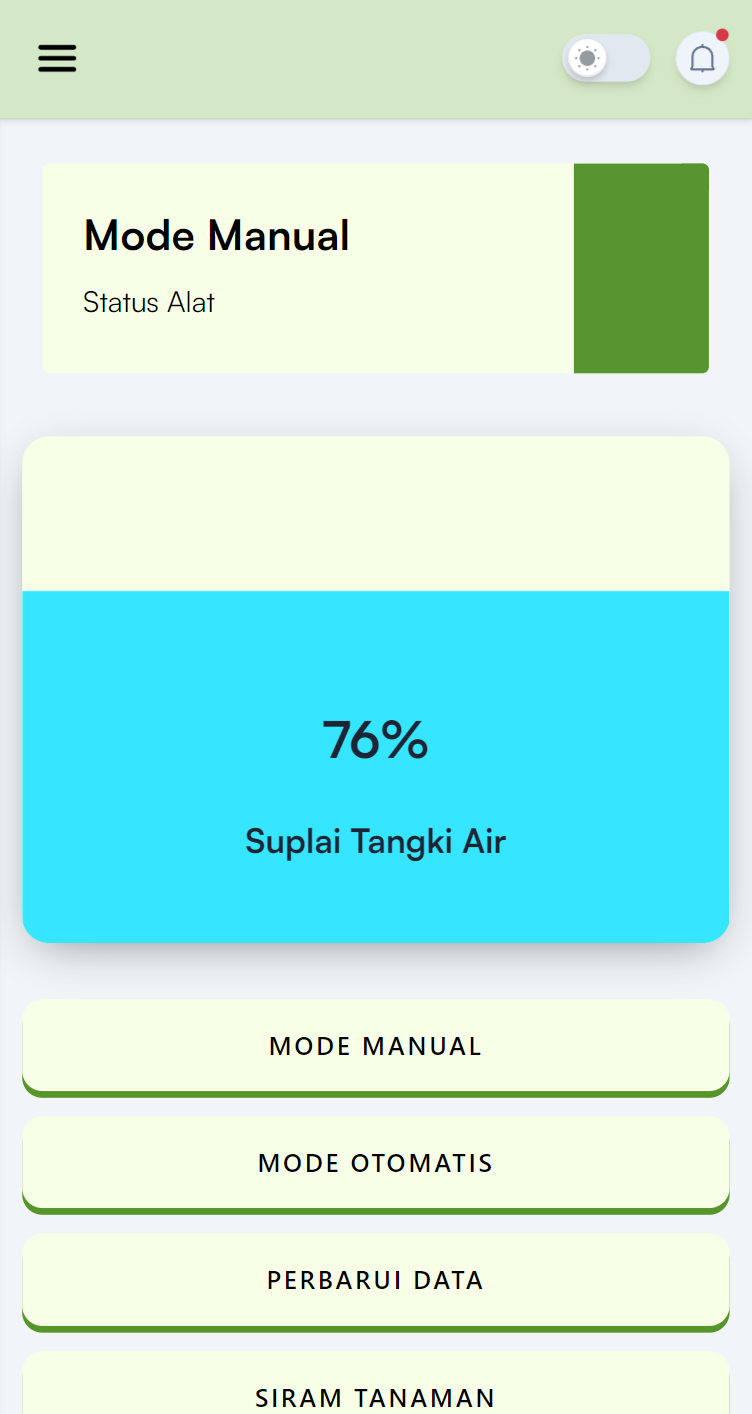 Mode Manual
Status Alat
76%
Suplai Tangki Air
MODE MANUAL
MODE OTOMATIS
PERBARUI DATA
SIRAM TANAMAN